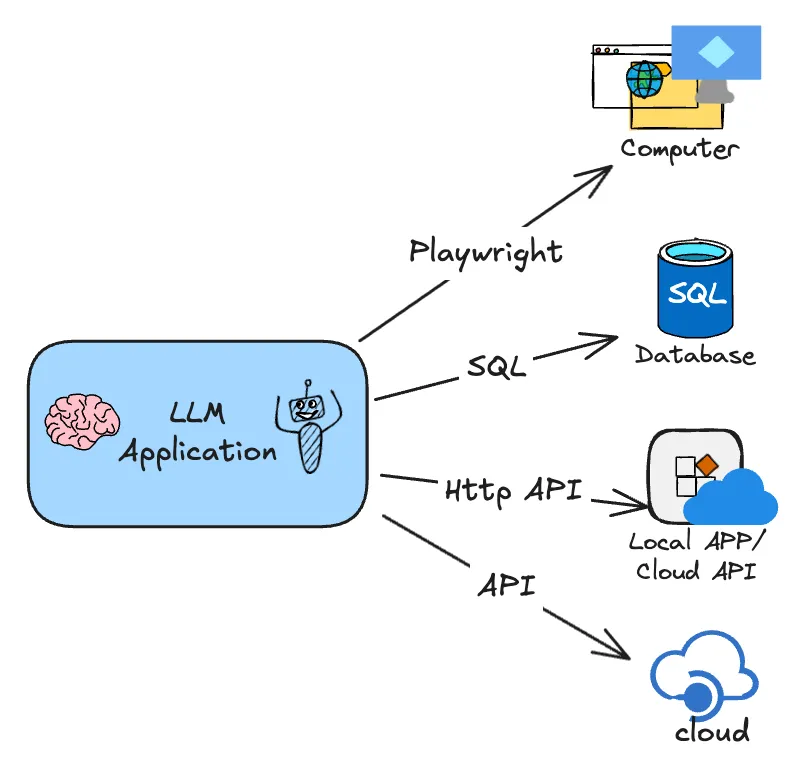 Computer
Playwright
SQL
Database
SQL
LLM
Application
Http API
Local APP/
Cloud API
API
cloud